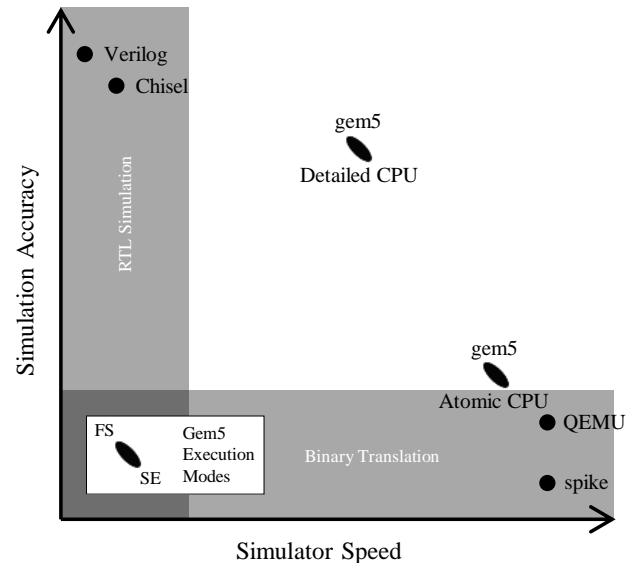 Verilog
Chisel
gem5
Detailed CPU
RTL Simulation
Simulation Accuracy
gem5
Atomic CPU
QEMU
FS
Gem5
Execution
Modes
SE
Binary Translation
spike
Simulator Speed